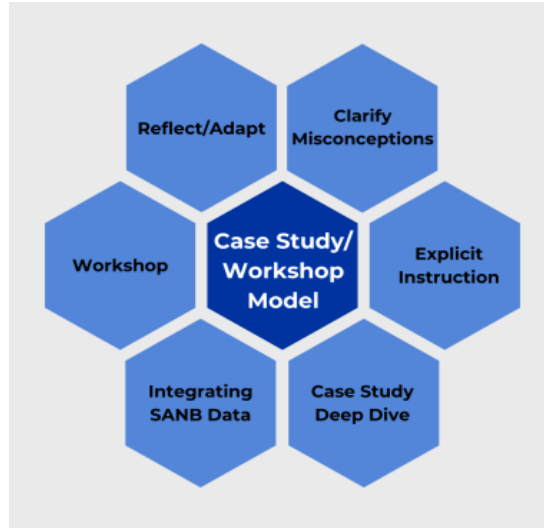 Reflect/Adapt
Clarify
Misconceptions
Workshop
Case Study/
Workshop
Model
Explicit
Instruction
Integrating
SANB Data
Case Study
Deep Dive